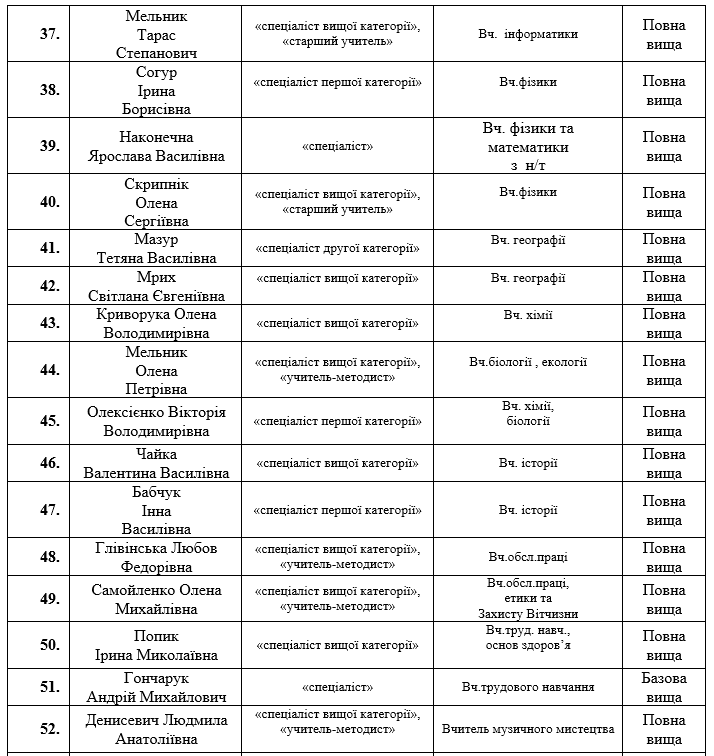 37.
Мельник
Тарас
Степанович
«спеціаліст вищої категорії»,
«старший учитель»
Вч. інформатики
Повна
вища
38.
Согур
Ірина
Борисівна
«спеціаліст першої категорії»
Вч.фізики
Повна
вища
39.
Наконечна
Ярослава Василівна
«спеціаліст»
Вч. фізики та
математики
з н/т
Повна
вища
40.
Скрипнік
Олена
Сергіївна
«спеціаліст вищої категорії»,
«старший учитель»
Вч.фізики
Повна
вища
41.
Мазур
Тетяна Василівна
«спеціаліст другої категорії»
Вч. географії
Повна
вища
42.
Мрих
Світлана Євгеніївна
«спеціаліст вищої категорії»
Вч. географії
Повна
вища
43.
Криворука Олена
Володимирівна
«спеціаліст вищої категорії»
Вч. хімії
Повна
вища
44.
Мельник
Олена
Петрівна
«спеціаліст вищої категорії»,
«учитель-методист»
Вч.біології , екології
Повна
вища
45.
Олексієнко Вікторія
Володимирівна
«спеціаліст першої категорії»
Вч. хімії,
біології
Повна
вища
46.
Чайка
Валентина Василівна
«спеціаліст вищої категорії»
Вч. історії
Повна
вища
47.
Бабчук
Інна
Василівна
«спеціаліст першої категорії»
Вч. історії
Повна
вища
48.
Глівінська Любов
Федорівна
«спеціаліст вищої категорії»,
«учитель-методист»
Вч.обсл.праці
Повна
вища
49.
Самойленко Олена
Михайлівна
«спеціаліст вищої категорії»,
«учитель-методист»
Вч.обсл.праці,
етики та
Захисту Вітчизни
Повна
вища
50.
Попик
Ірина Миколаївна
«спеціаліст вищої категорії»
Вч.труд. навч.,
основ здоров’я
Повна
вища
51.
Гончарук
Андрій Михайлович
«спеціаліст»
Вч.трудового навчання
Базова
вища
52.
Денисевич Людмила
Анатоліївна
«спеціаліст вищої категорії»,
«учитель-методист»
Вчитель музичного мистецтва
Повна
вища